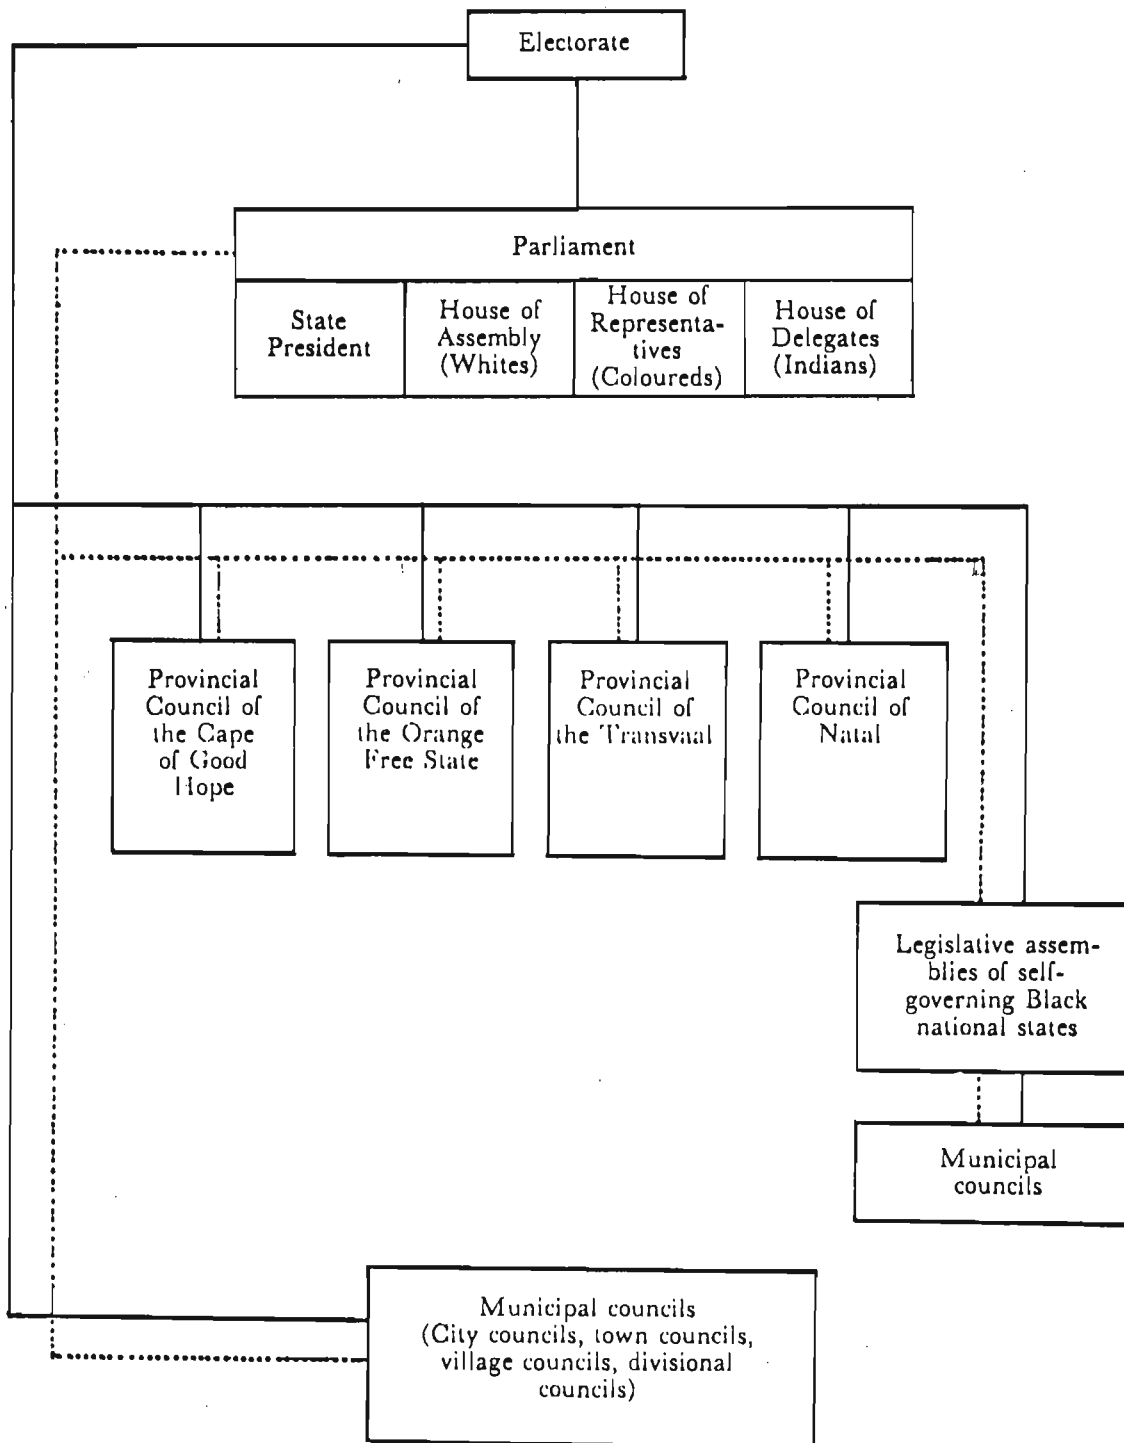 Electorate
Parliament
State
President
House of
Assembly
(Whites)
House of
Representa-
tives
(Coloureds)
House of
Delegates
(Indians)
Provincial
Council of
the Cape
of Good
Hope
Provincial
Council of
the Orange
Free State
Provincial
Council of
the Transvaal
Provincial
Council of
Natal
Legislative assem-
blies of self-
governing Black
national states
Municipal
councils
Municipal councils
(City councils, town councils,
village councils, divisional
councils)